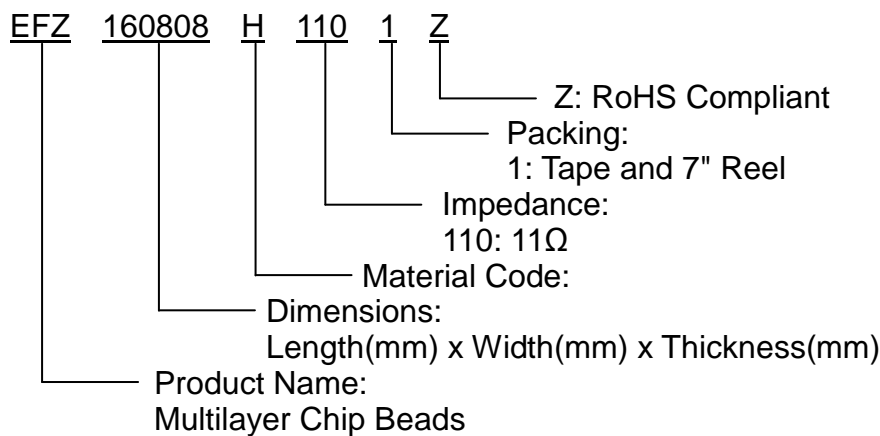 EFZ 160808 H 110 1 Z
Z: RoHS Compliant
Packing:
1: Tape and 7" Reel
Impedance:
110: 11Ω
Material Code:
Dimensions:
Length(mm) x Width(mm) x Thickness(mm)
Product Name:
Multilayer Chip Beads